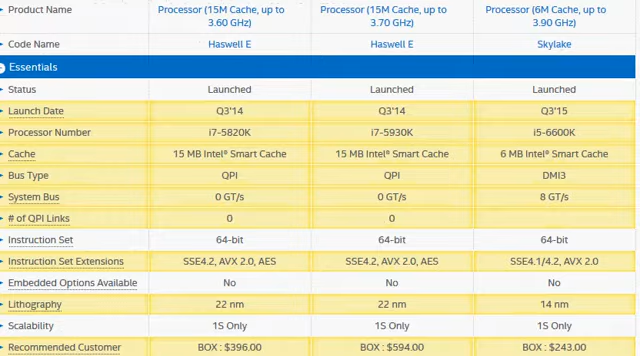 Product Name Processor (15M Cache, up to 3.60 GHz) Processor (15M Cache, up to 3.70 GHz) Processor (6M Cache, up to 3.90 GHz)
Code Name Haswell E Haswell E Skylake
Essentials
Status Launched Launched Launched
Launch Date Q3'14 Q3'14 Q3'15
Processor Number i7-5820K i7-5930K i5-6600K
Cache 15 MB Intel® Smart Cache 15 MB Intel® Smart Cache 6 MB Intel® Smart Cache
Bus Type QPI QPI DMI3
System Bus 0 GT/s 0 GT/s 8 GT/s
# of QPI Links 0 0
Instruction Set 64-bit 64-bit 64-bit
Instruction Set Extensions SSE4.2, AVX 2.0, AES SSE4.2, AVX 2.0, AES SSE4.1/4.2, AVX 2.0
Embedded Options Available No No No
Lithography 22 nm 22 nm 14 nm
Scalability 1S Only 1S Only 1S Only
Recommended Customer BOX : $396.00 BOX : $594.00 BOX : $243.00